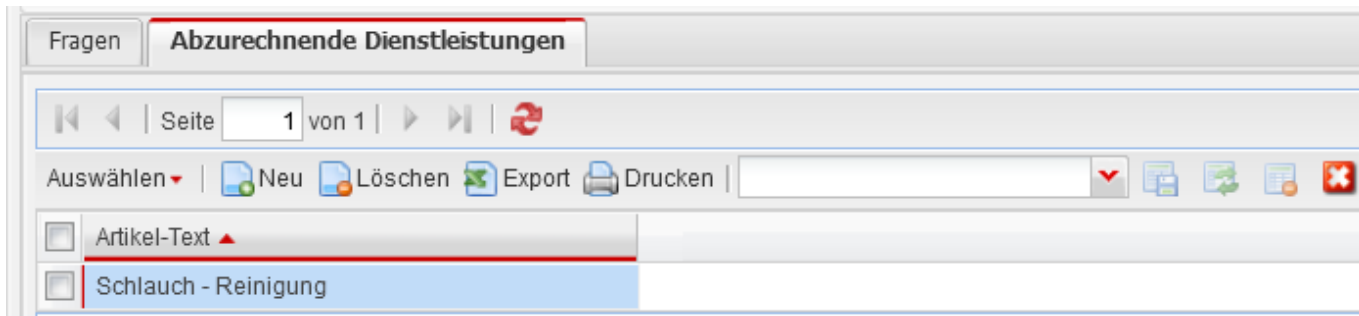 Fragen Abzurechnende Dienstleistungen
Seite 1 von 1
Auswählen Neu Löschen Export Drucken
Artikel-Text
Schlauch - Reinigung